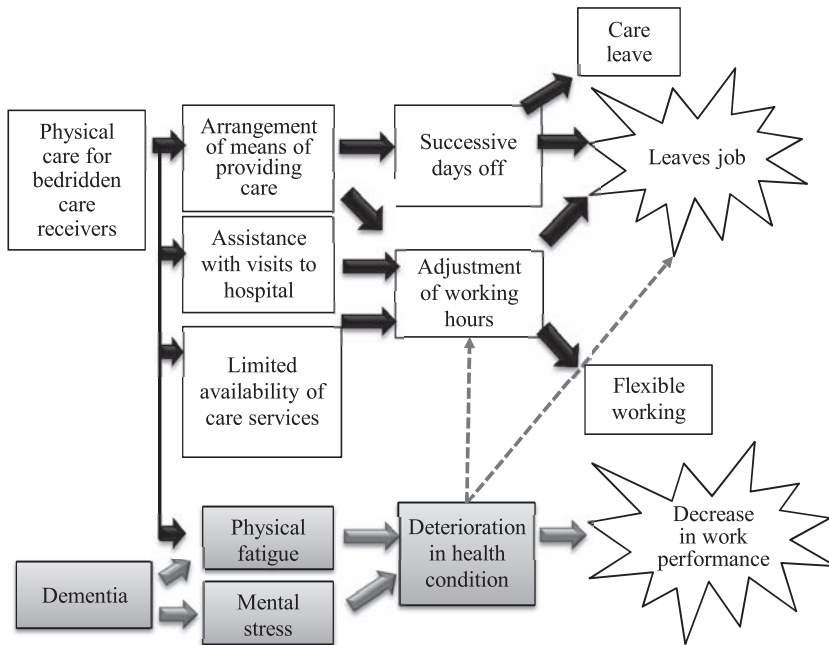 Care
leave
Physical
care for
bedridden
care
receivers
Arrangement
of means of
providing
care
Successive
days off
Leaves job
Assistance
with visits to
hospital
Adjustment
of working
hours
Limited
availability of
care services
Flexible
working
Physical
fatigue
Deterioration
in health
condition
Decrease
in work
performance
Dementia
Mental
stress